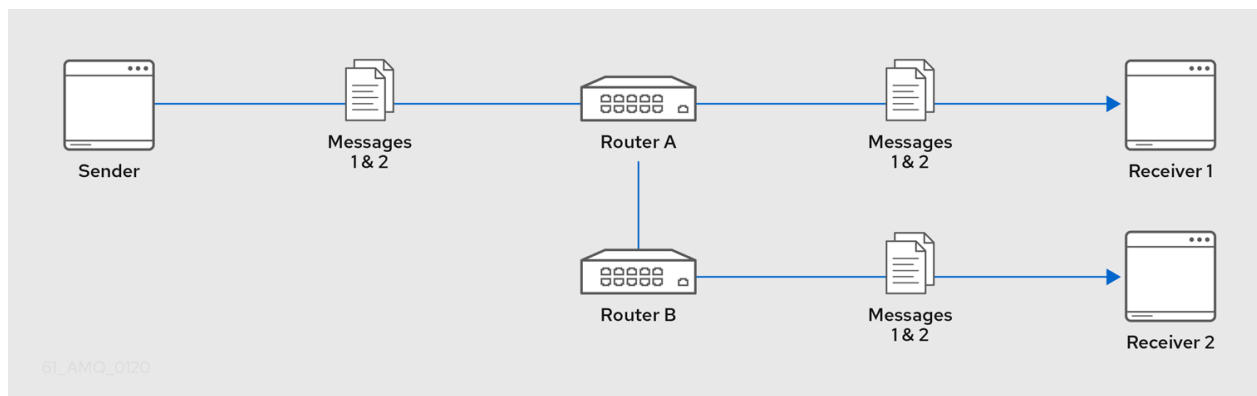 Messages
1 & 2
Router A
Messages
1 & 2
Sender
Receiver 1
Router B
Messages
1 & 2
Receiver 2
61_AMQ_0120